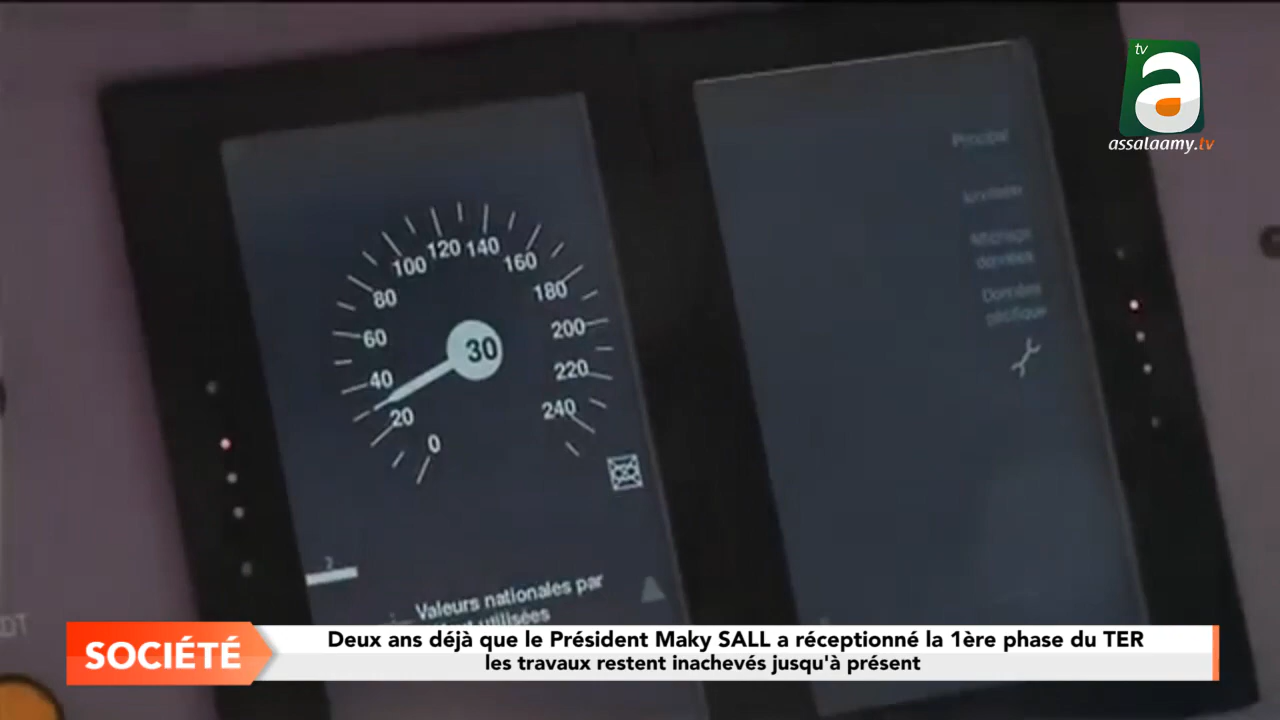 tv
a
assalaamy.tv
Principal
0
20
40
60
80
100
120
140
160
180
200
220
240
30
Données
Valeurs nationales par
utilisées
SOCIÉTÉ
Deux ans déjà que le Président Maky SALL a réceptionné la 1ère phase du TER
les travaux restent inachevés jusqu'à présent